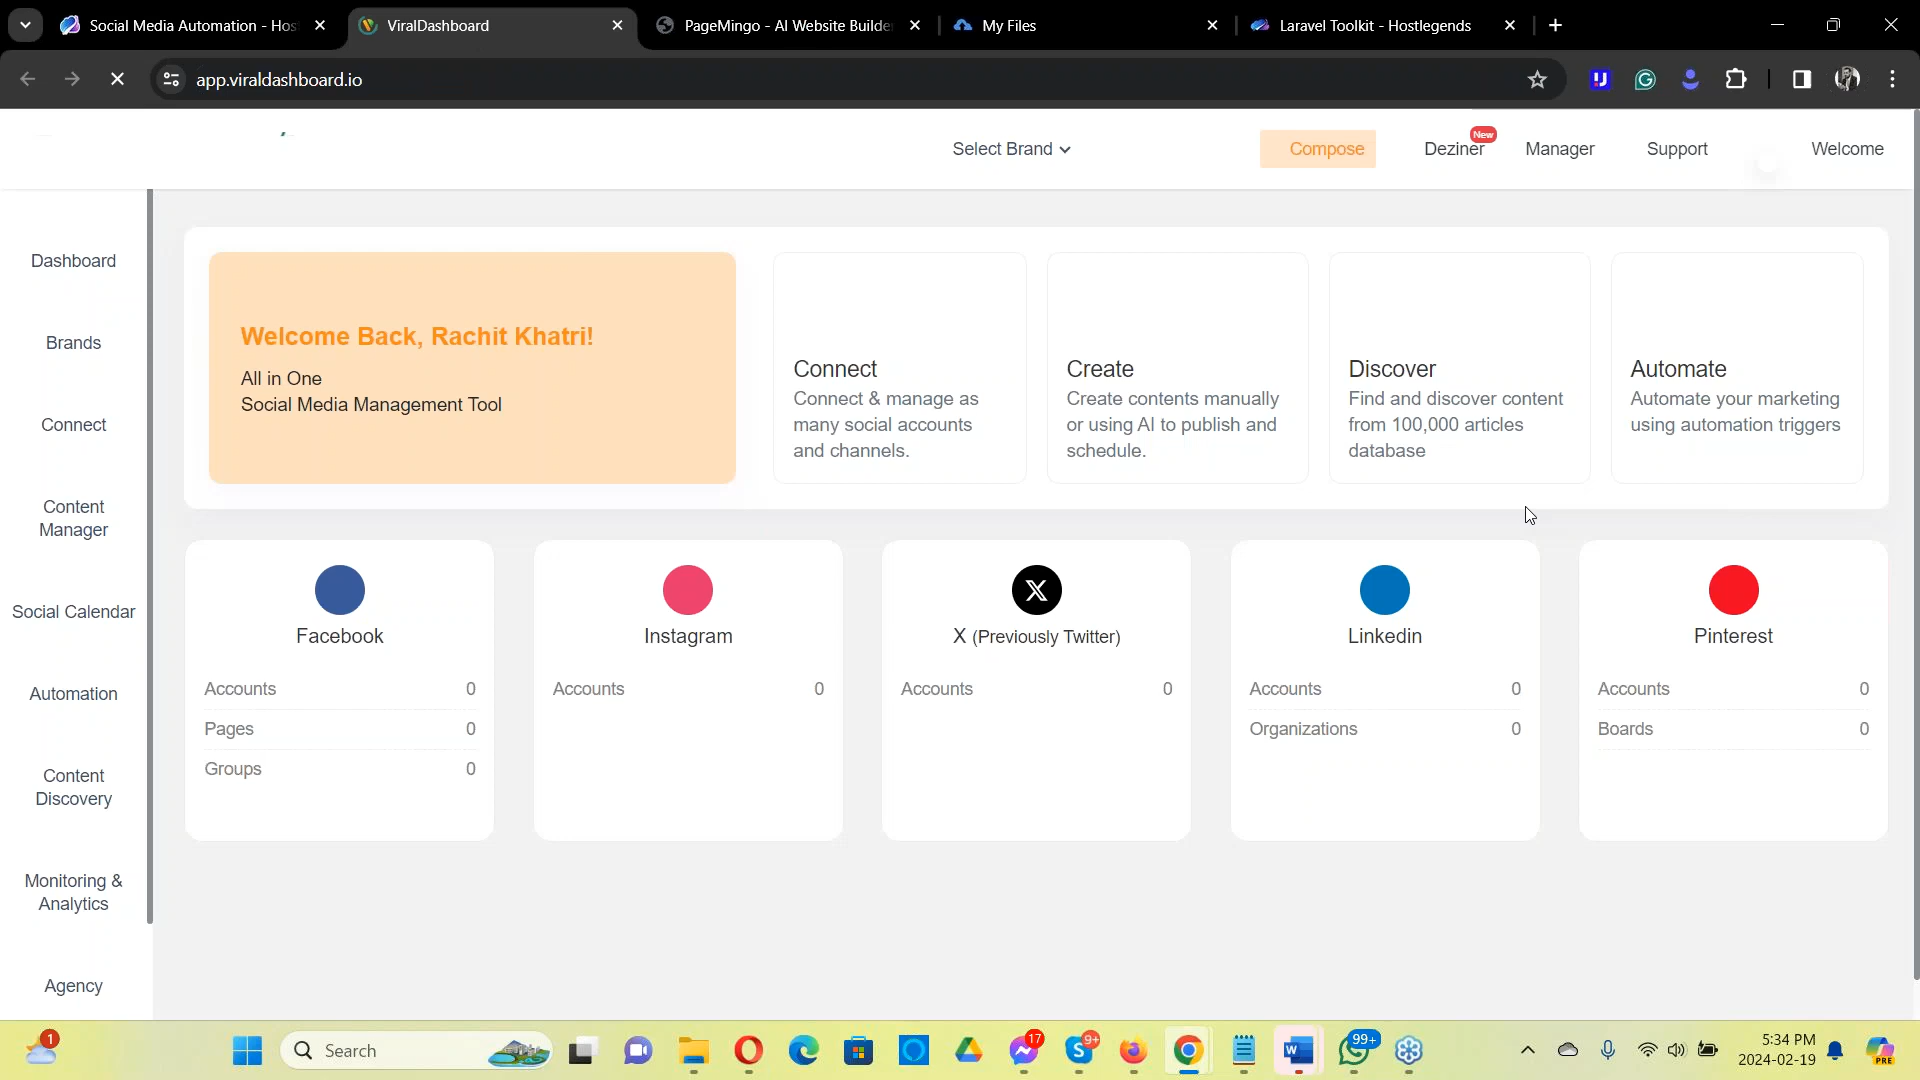 Social Media Automation - Hos
ViralDashboard
PageMingo - AI Website Builde
My Files
Laravel Toolkit - Hostlegends
app.viraldashboard.io
Select Brand
Compose
Deziner
New
Manager
Support
Welcome
Dashboard
Brands
Connect
Content
Manager
Social Calendar
Automation
Content
Discovery
Monitoring &
Analytics
Agency
Welcome Back, Rachit Khatri!
All in One
Social Media Management Tool
Connect
Connect & manage as
many social accounts
and channels.
Create
Create contents manually
or using AI to publish and
schedule.
Discover
Find and discover content
from 100,000 articles
database
Automate
Automate your marketing
using automation triggers
Facebook
Accounts 0
Pages 0
Groups 0
Instagram
Accounts 0
X (Previously Twitter)
Accounts 0
Linkedin
Accounts 0
Organizations 0
Pinterest
Accounts 0
Boards 0
1
Search
17
9+
99+
5:34 PM
2024-02-19
PRE